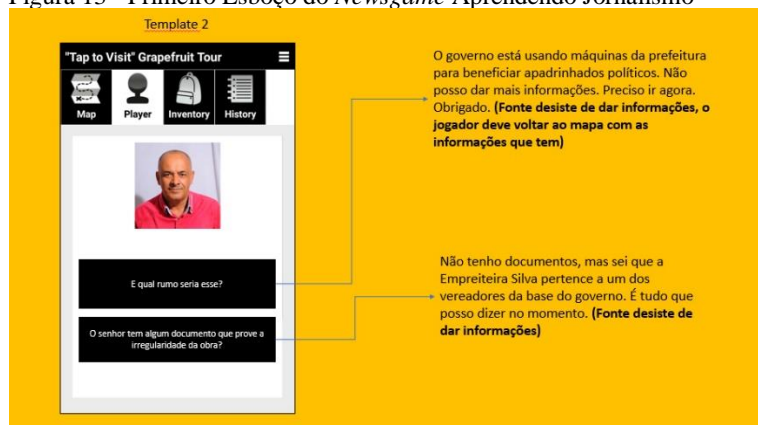 Figura 13 - Primeiro Esboço do Newsgame Aprendendo Jornalismo
Template 2
"Tap to Visit" Grapefruit Tour
Map Player Inventory History
E qual rumo seria esse?
O senhor tem algum documento que prove a
irregularidade da obra?
O governo está usando máquinas da prefeitura
para beneficiar apadrinhados políticos. Não
posso dar mais informações. Preciso ir agora.
Obrigado. (Fonte desiste de dar informações, o
jogador deve voltar ao mapa com as
informações que tem)
Não tenho documentos, mas sei que a
Empreiteira Silva pertence a um dos
vereadores da base do governo. É tudo que
posso dizer no momento. (Fonte desiste de
dar informações)